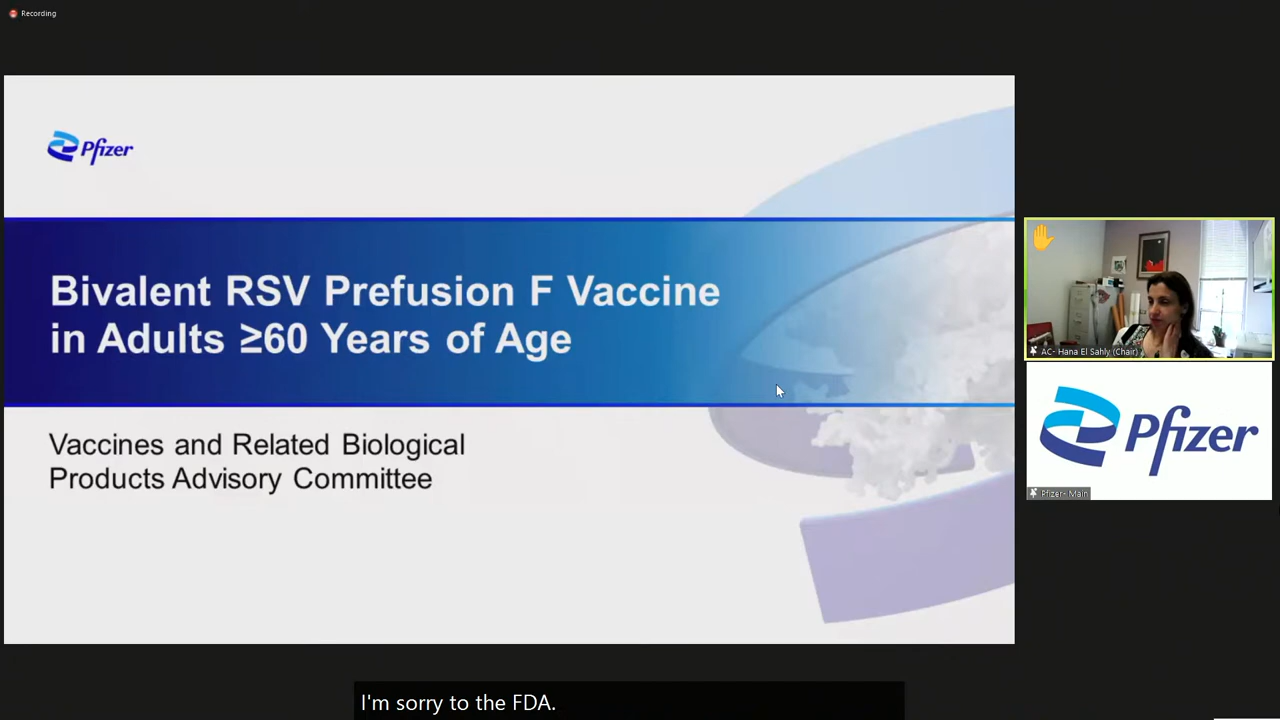 Recording
Pfizer
Bivalent RSV Prefusion F Vaccine
in Adults ≥60 Years of Age
Vaccines and Related Biological
Products Advisory Committee
AC- Hana El Sahly (Chair)
Pfizer
Pfizer- Main
I'm sorry to the FDA.